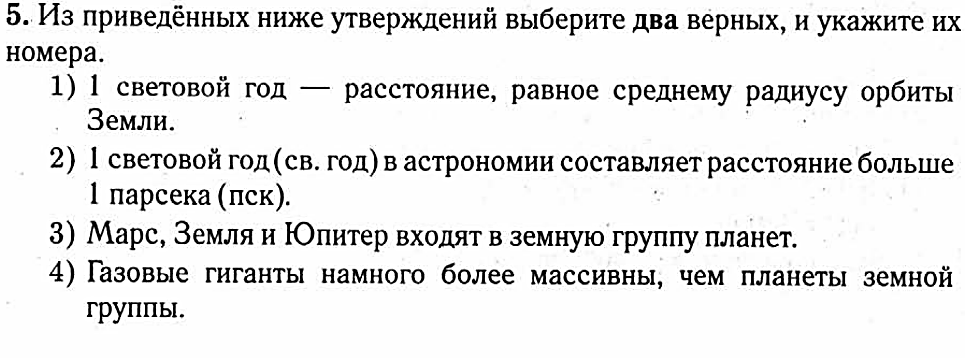 5. Из приведённых ниже утверждений выберите два верных, и укажите их
номера.
1) 1 световой год — расстояние, равное среднему радиусу орбиты
Земли.
2) 1 световой год (св. год) в астрономии составляет расстояние больше
1 парсека (пск).
3) Марс, Земля и Юпитер входят в земную группу планет.
4) Газовые гиганты намного более массивны, чем планеты земной
группы.